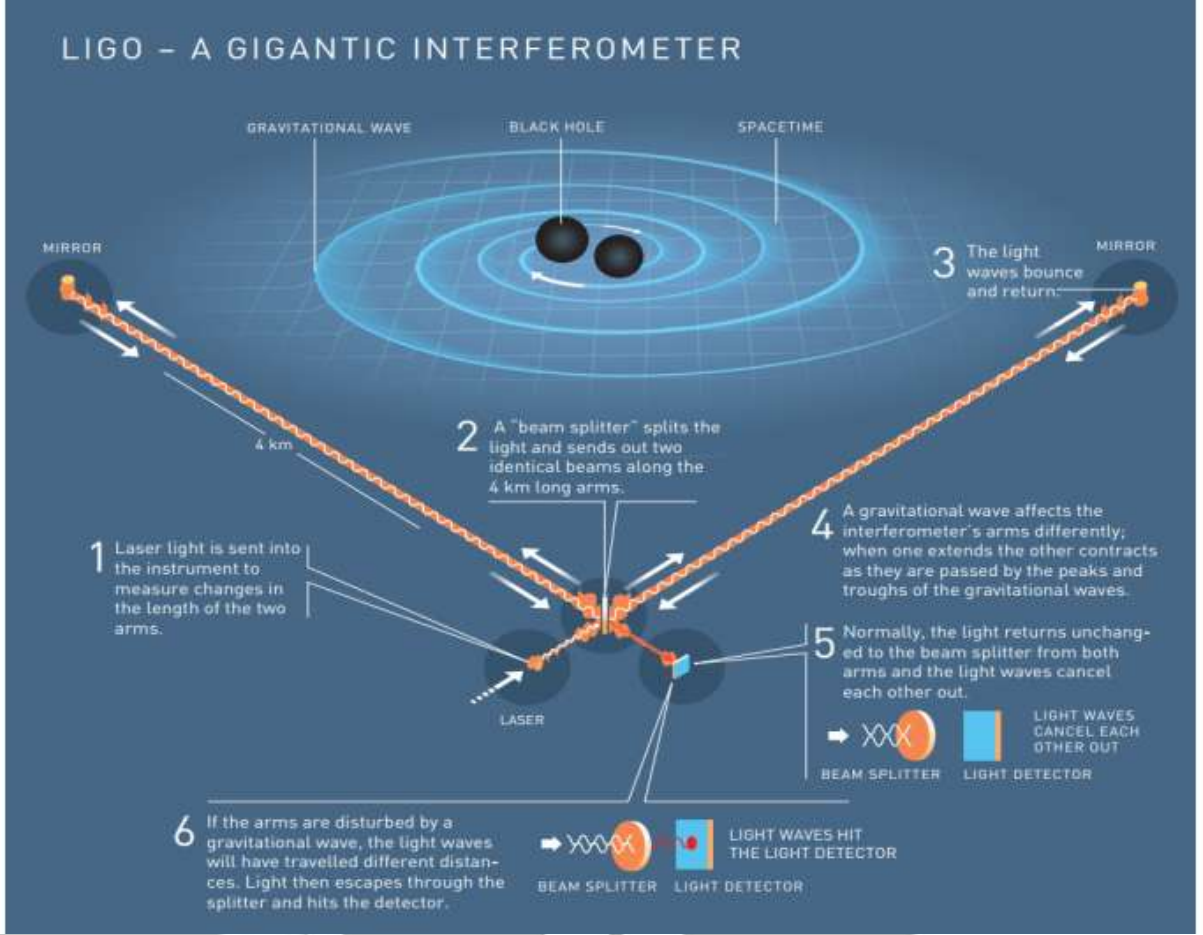 LIGO – A GIGANTIC INTERFEROMETER
GRAVITATIONAL WAVE
BLACK HOLE
SPACETIME
MIRROR
MIRROR
3 The light
waves bounce
and return.
4 km
2 A "beam splitter" splits the
light and sends out two
identical beams along the
4 km long arms.
1 Laser light is sent into
the instrument to
measure changes in
the length of the two
arms.
4 A gravitational wave affects the
interferometer's arms differently;
when one extends the other contracts
as they are passed by the peaks and
troughs of the gravitational waves.
5 Normally, the light returns unchang-
ed to the beam splitter from both
arms and the light waves cancel
each other out.
LASER
LIGHT WAVES
CANCEL EACH
OTHER OUT
BEAM SPLITTER
LIGHT DETECTOR
6 If the arms are disturbed by a
gravitational wave, the light waves
will have travelled different distan-
ces. Light then escapes through the
splitter and hits the detector.
LIGHT WAVES HIT
THE LIGHT DETECTOR
BEAM SPLITTER
LIGHT DETECTOR